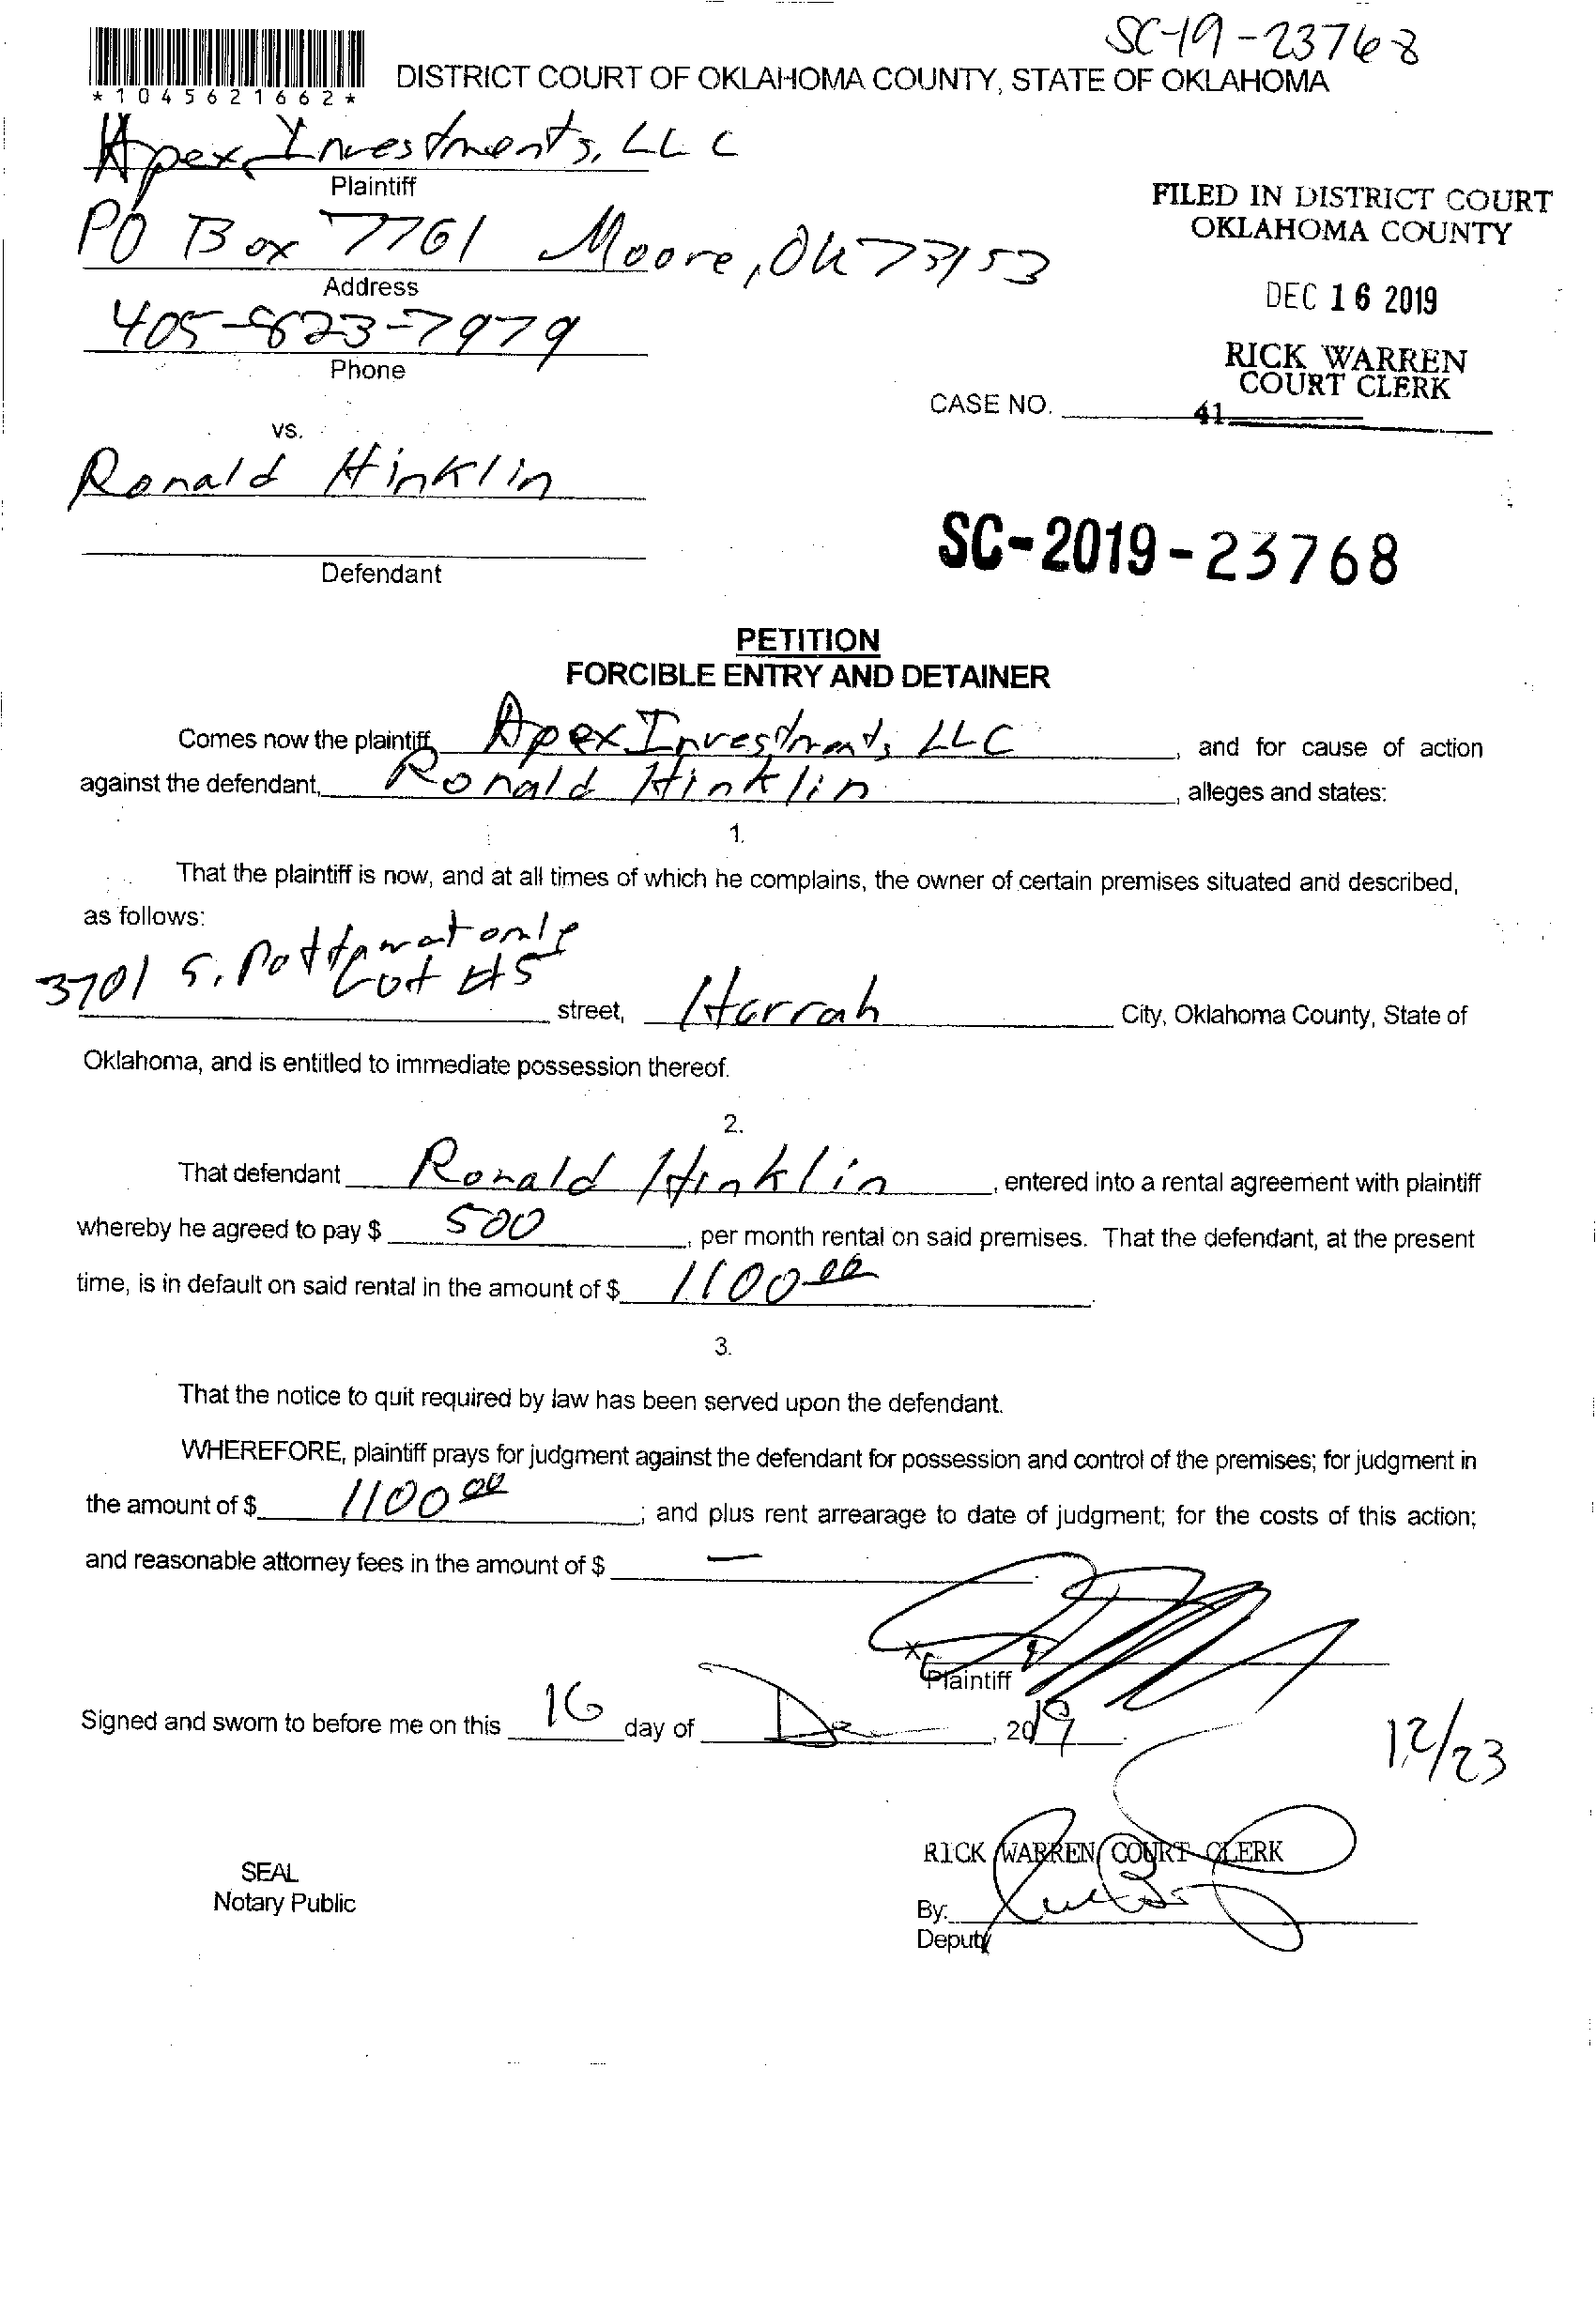 SC-19-23768
*1045621662*
DISTRICT COURT OF OKLAHOMA COUNTY, STATE OF OKLAHOMA
Apex Investments, LLC
Plaintiff
PO Box 7761 Moore, Ok 73153
Address
405-823-7979
Phone
FILED IN DISTRICT COURT
OKLAHOMA COUNTY
DEC 16 2019
RICK WARREN
COURT CLERK
CASE NO. 41
vs.
Ronald Hinklin
Defendant
SC-2019-23768
PETITION
FORCIBLE ENTRY AND DETAINER
Comes now the plaintiff, Apex Investments LLC, and for cause of action
against the defendant, Ronald Hinklin, alleges and states:
1.
That the plaintiff is now, and at all times of which he complains, the owner of certain premises situated and described,
as follows:
3701 S.
Lot #5 street, Harrah City, Oklahoma County, State of
Oklahoma, and is entitled to immediate possession thereof.
2.
That defendant Ronald Hinklin, entered into a rental agreement with plaintiff
whereby he agreed to pay $ 500, per month rental on said premises. That the defendant, at the present
time, is in default on said rental in the amount of $ 1100.00
3.
That the notice to quit required by law has been served upon the defendant.
WHEREFORE, plaintiff prays for judgment against the defendant for possession and control of the premises; for judgment in
the amount of $ 1100 00; and plus rent arrearage to date of judgment; for the costs of this action;
and reasonable attorney fees in the amount of $ —
x
Plaintiff
Signed and sworn to before me on this 16 day of Dec, 2019.
12/23
RICK WARREN COURT CLERK
SEAL
Notary Public
By:
Deputy